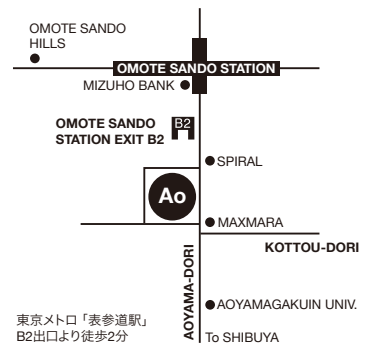 OMOTE SANDO
HILLS
OMOTE SANDO STATION
MIZUHO BANK
OMOTE SANDO
STATION EXIT B2
B2
SPIRAL
Ao
MAXMARA
KOTTOU-DORI
AOYAMA-DORI
AOYAMAGAKUIN UNIV.
東京メトロ「表参道駅」
B2出口より徒歩2分
To SHIBUYA